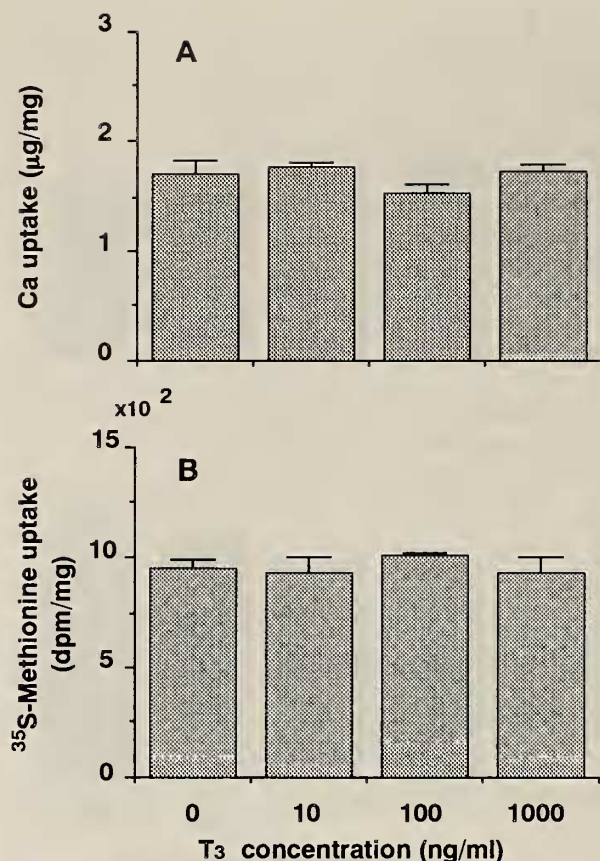 3
A
2
1
0
Ca uptake (µg/mg)
x10 2
15
B
10
5
0
35S-Methionine uptake
(dpm/mg)
0 10 100 1000
T3 concentration (ng/ml)